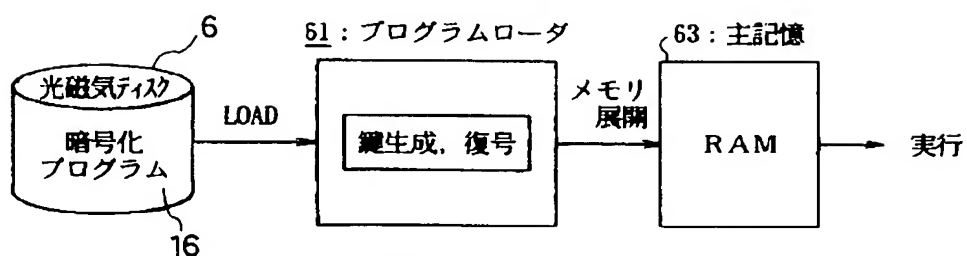 6
光磁気ディスク
暗号化
プログラム
16
LOAD
61：プログラムローダ
鍵生成，復号
メモリ
展開
63：主記憶
RAM
実行